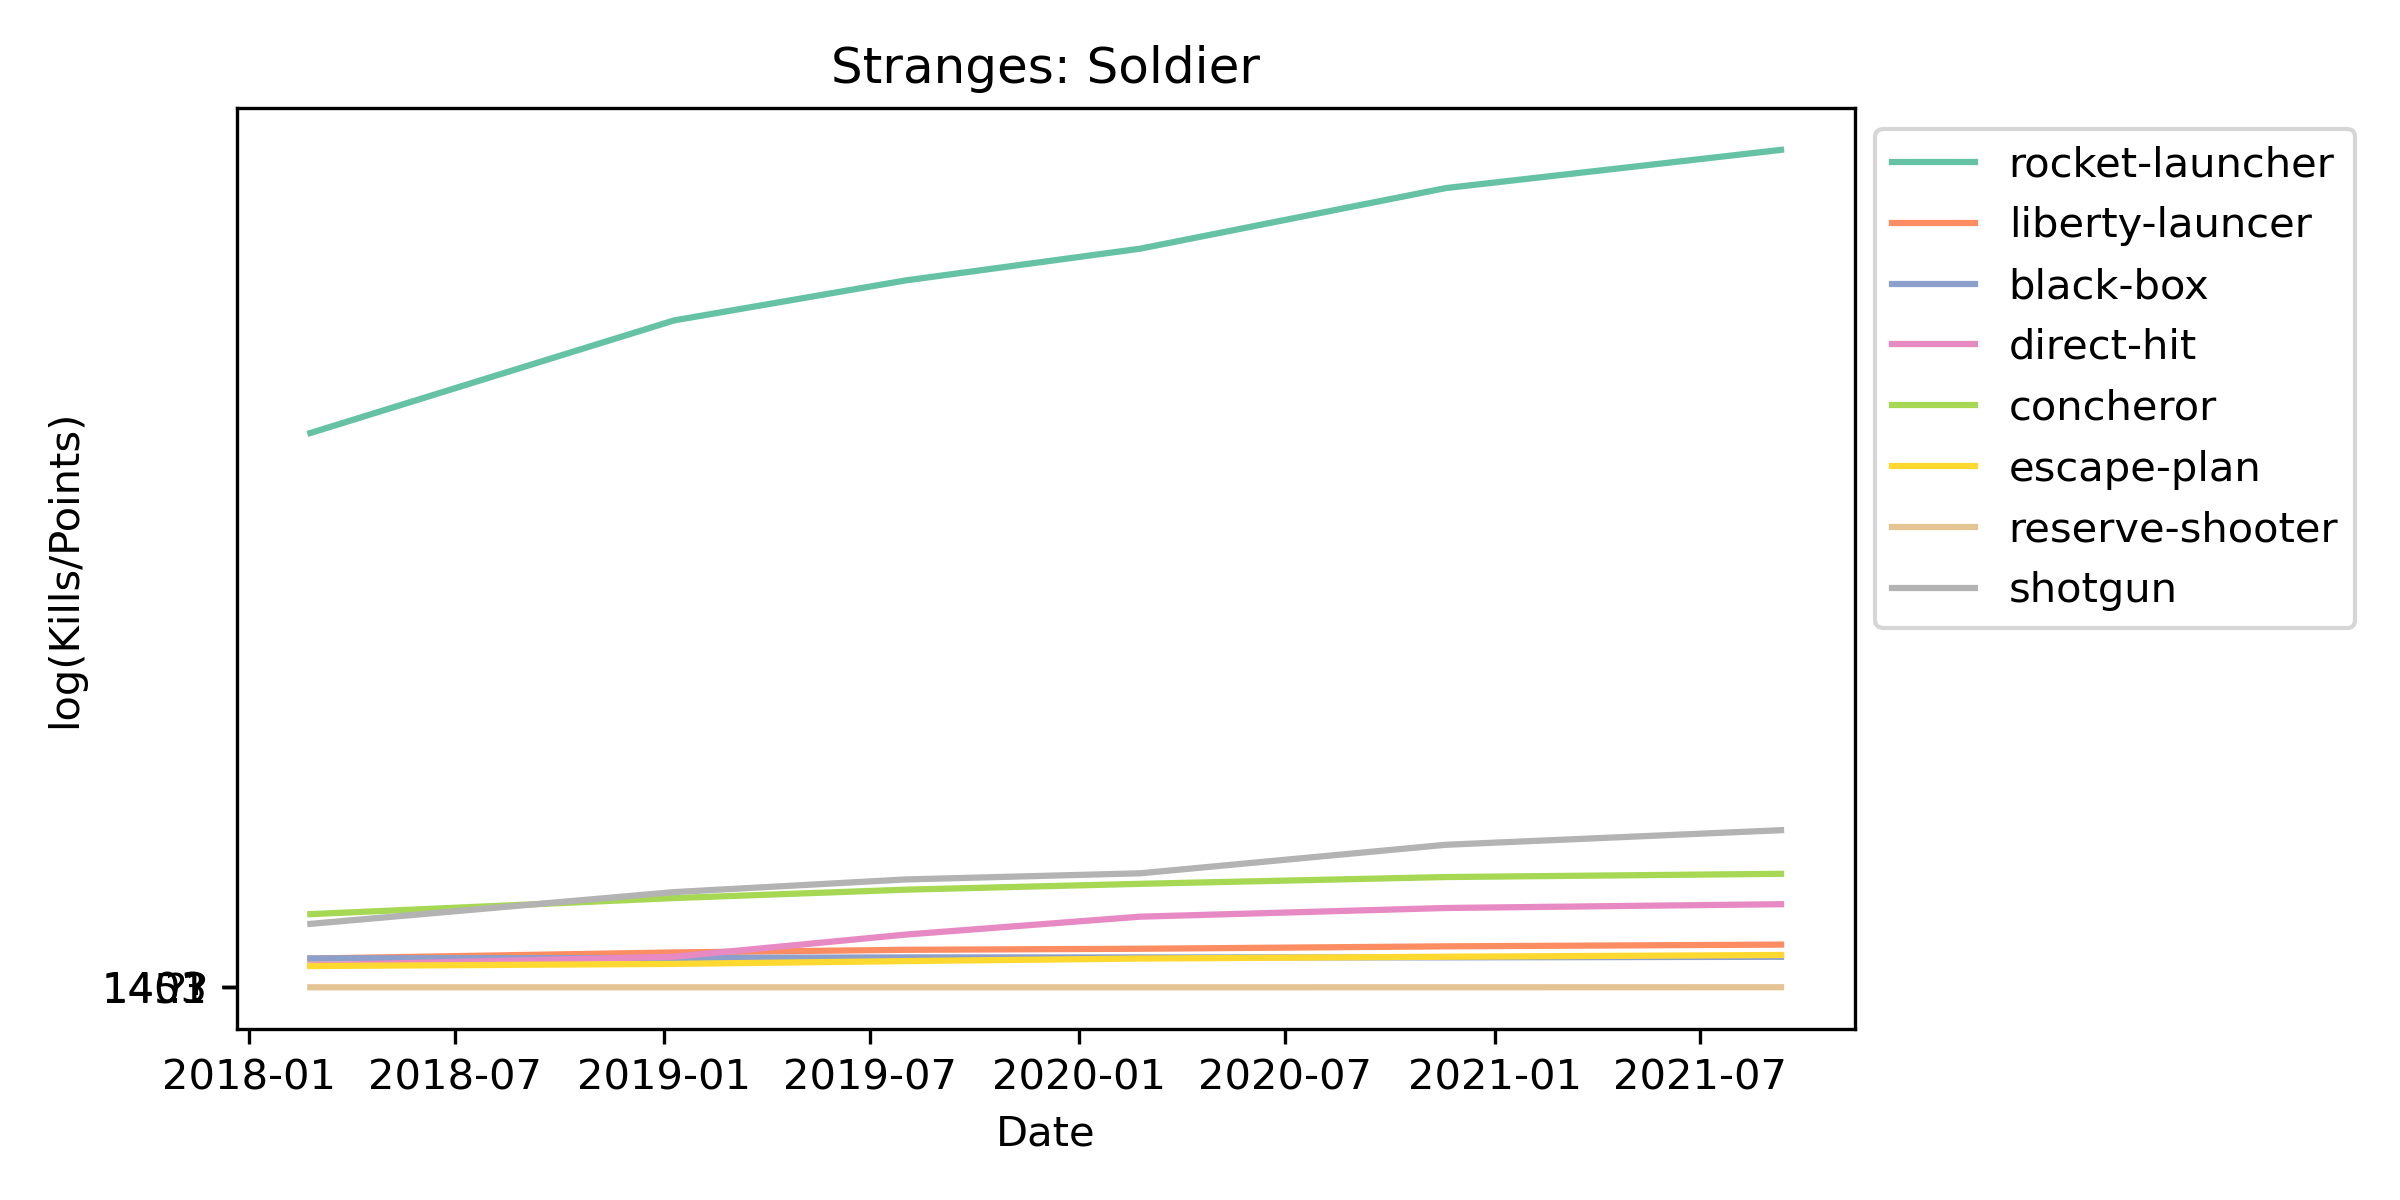 Stranges: Soldier
rocket-launcher
liberty-launcer
black-box
direct-hit
concheror
escape-plan
reserve-shooter
shotgun
log(Kills/Points)
2018-01 2018-07 2019-01 2019-07 2020-01 2020-07 2021-01 2021-07
Date